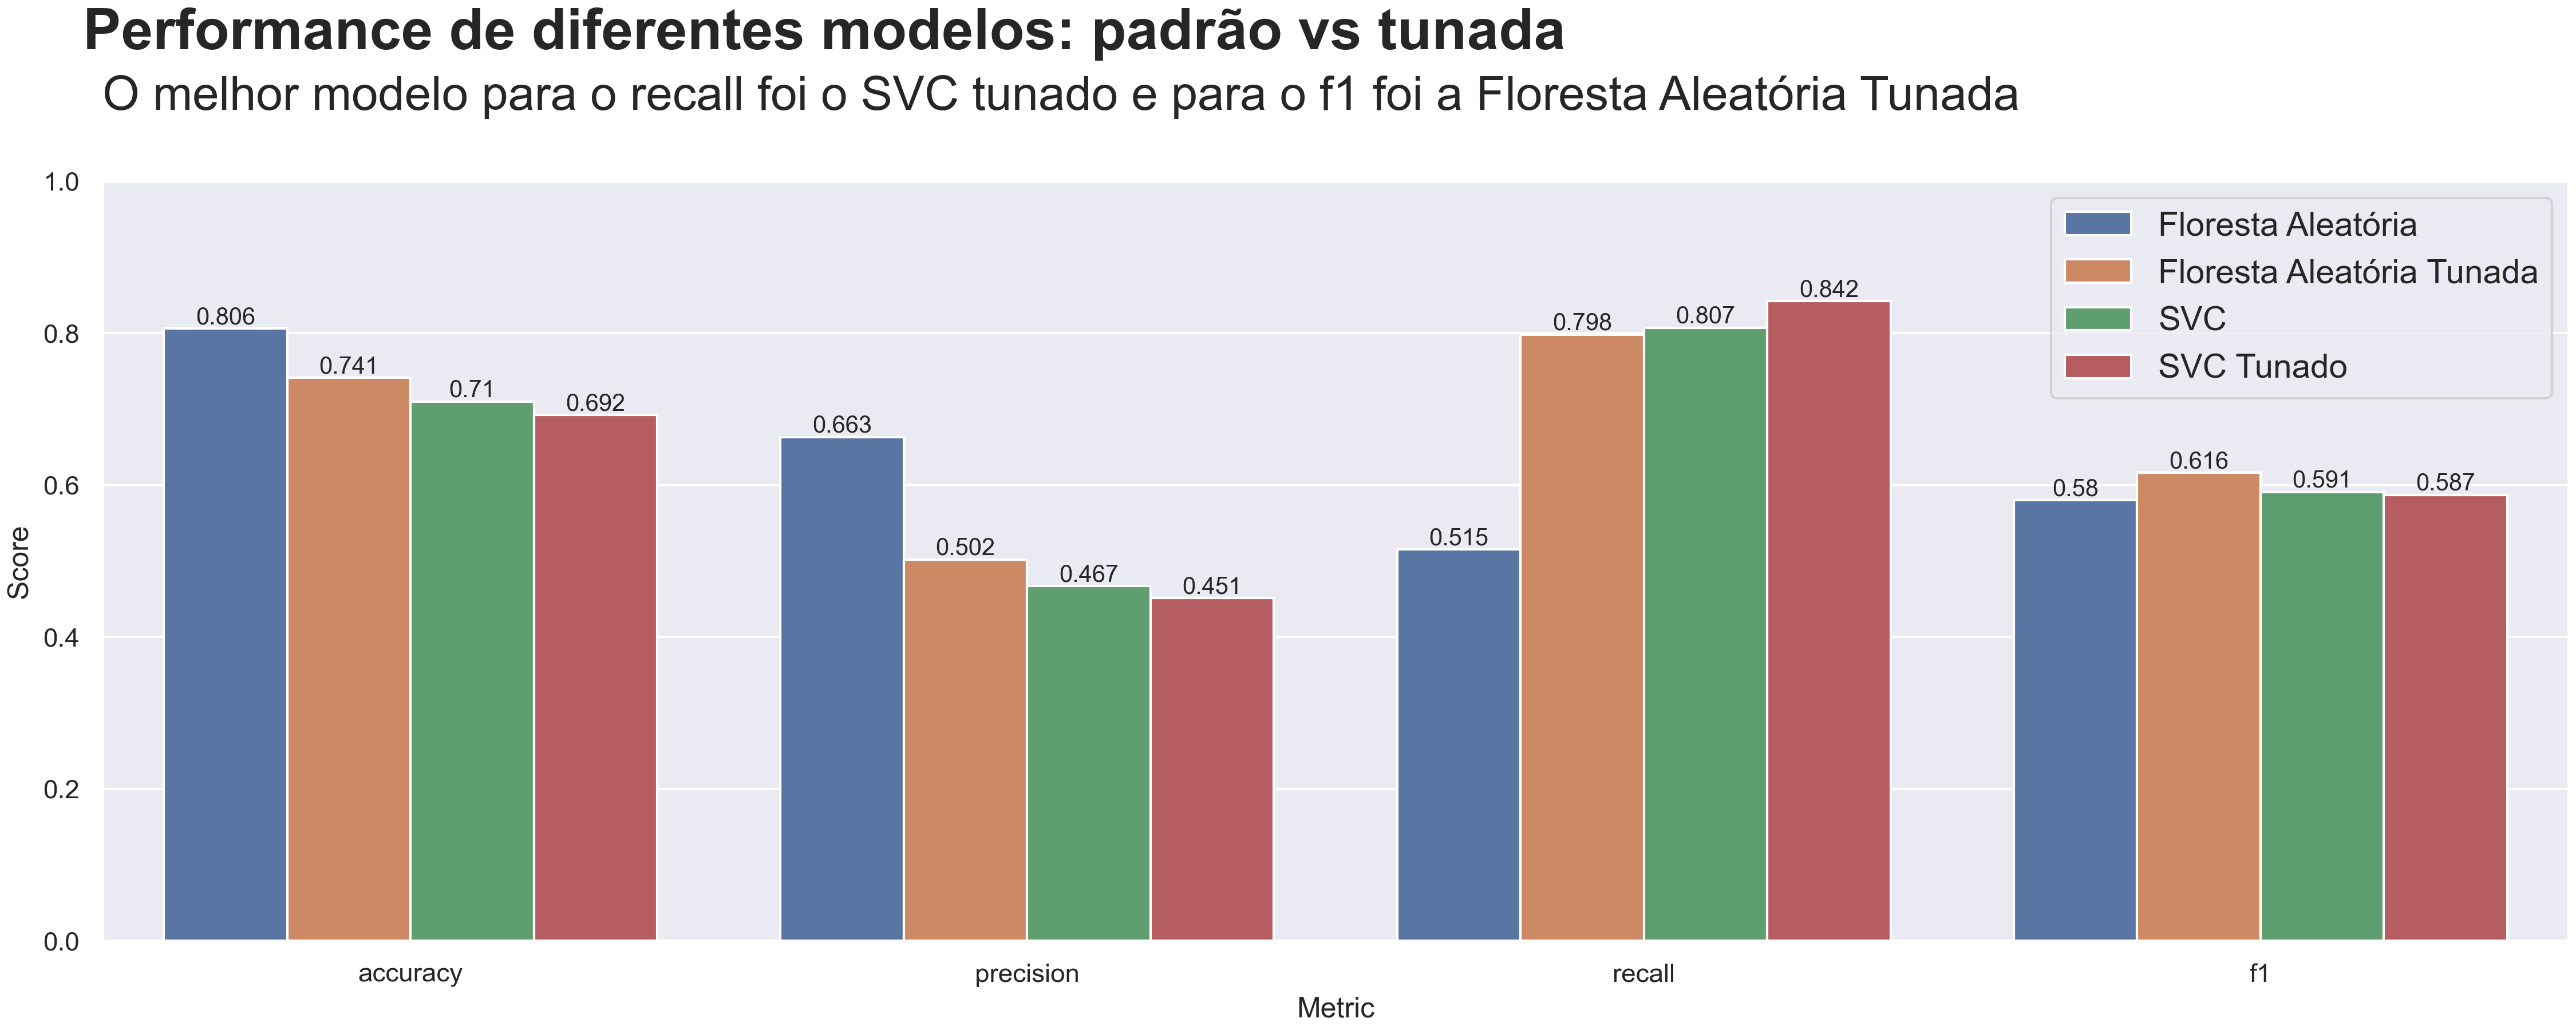 Performance de diferentes modelos: padrão vs tunada
O melhor modelo para o recall foi o SVC tunado e para o f1 foi a Floresta Aleatória Tunada
Score
1.0
0.8
0.6
0.4
0.2
0.0
0.806
0.741
0.71
0.692
0.663
0.502
0.467
0.451
0.515
0.798
0.807
0.842
0.58
0.616
0.591
0.587
Floresta Aleatória
Floresta Aleatória Tunada
SVC
SVC Tunado
accuracy
precision
recall
f1
Metric